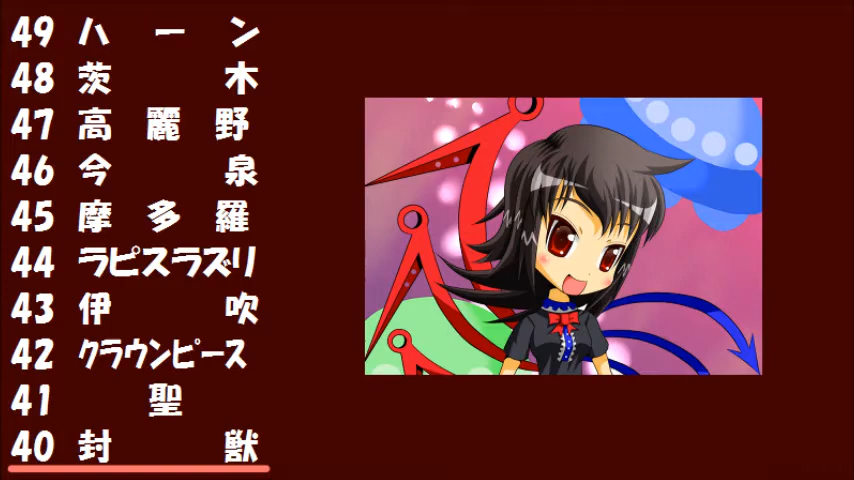 49 ハーン
48 茨木
47 高麗野
46 今泉
45 摩多羅
44 ラピスラズリ
43 伊吹
42 クラウンピース
41 聖
40 封獣